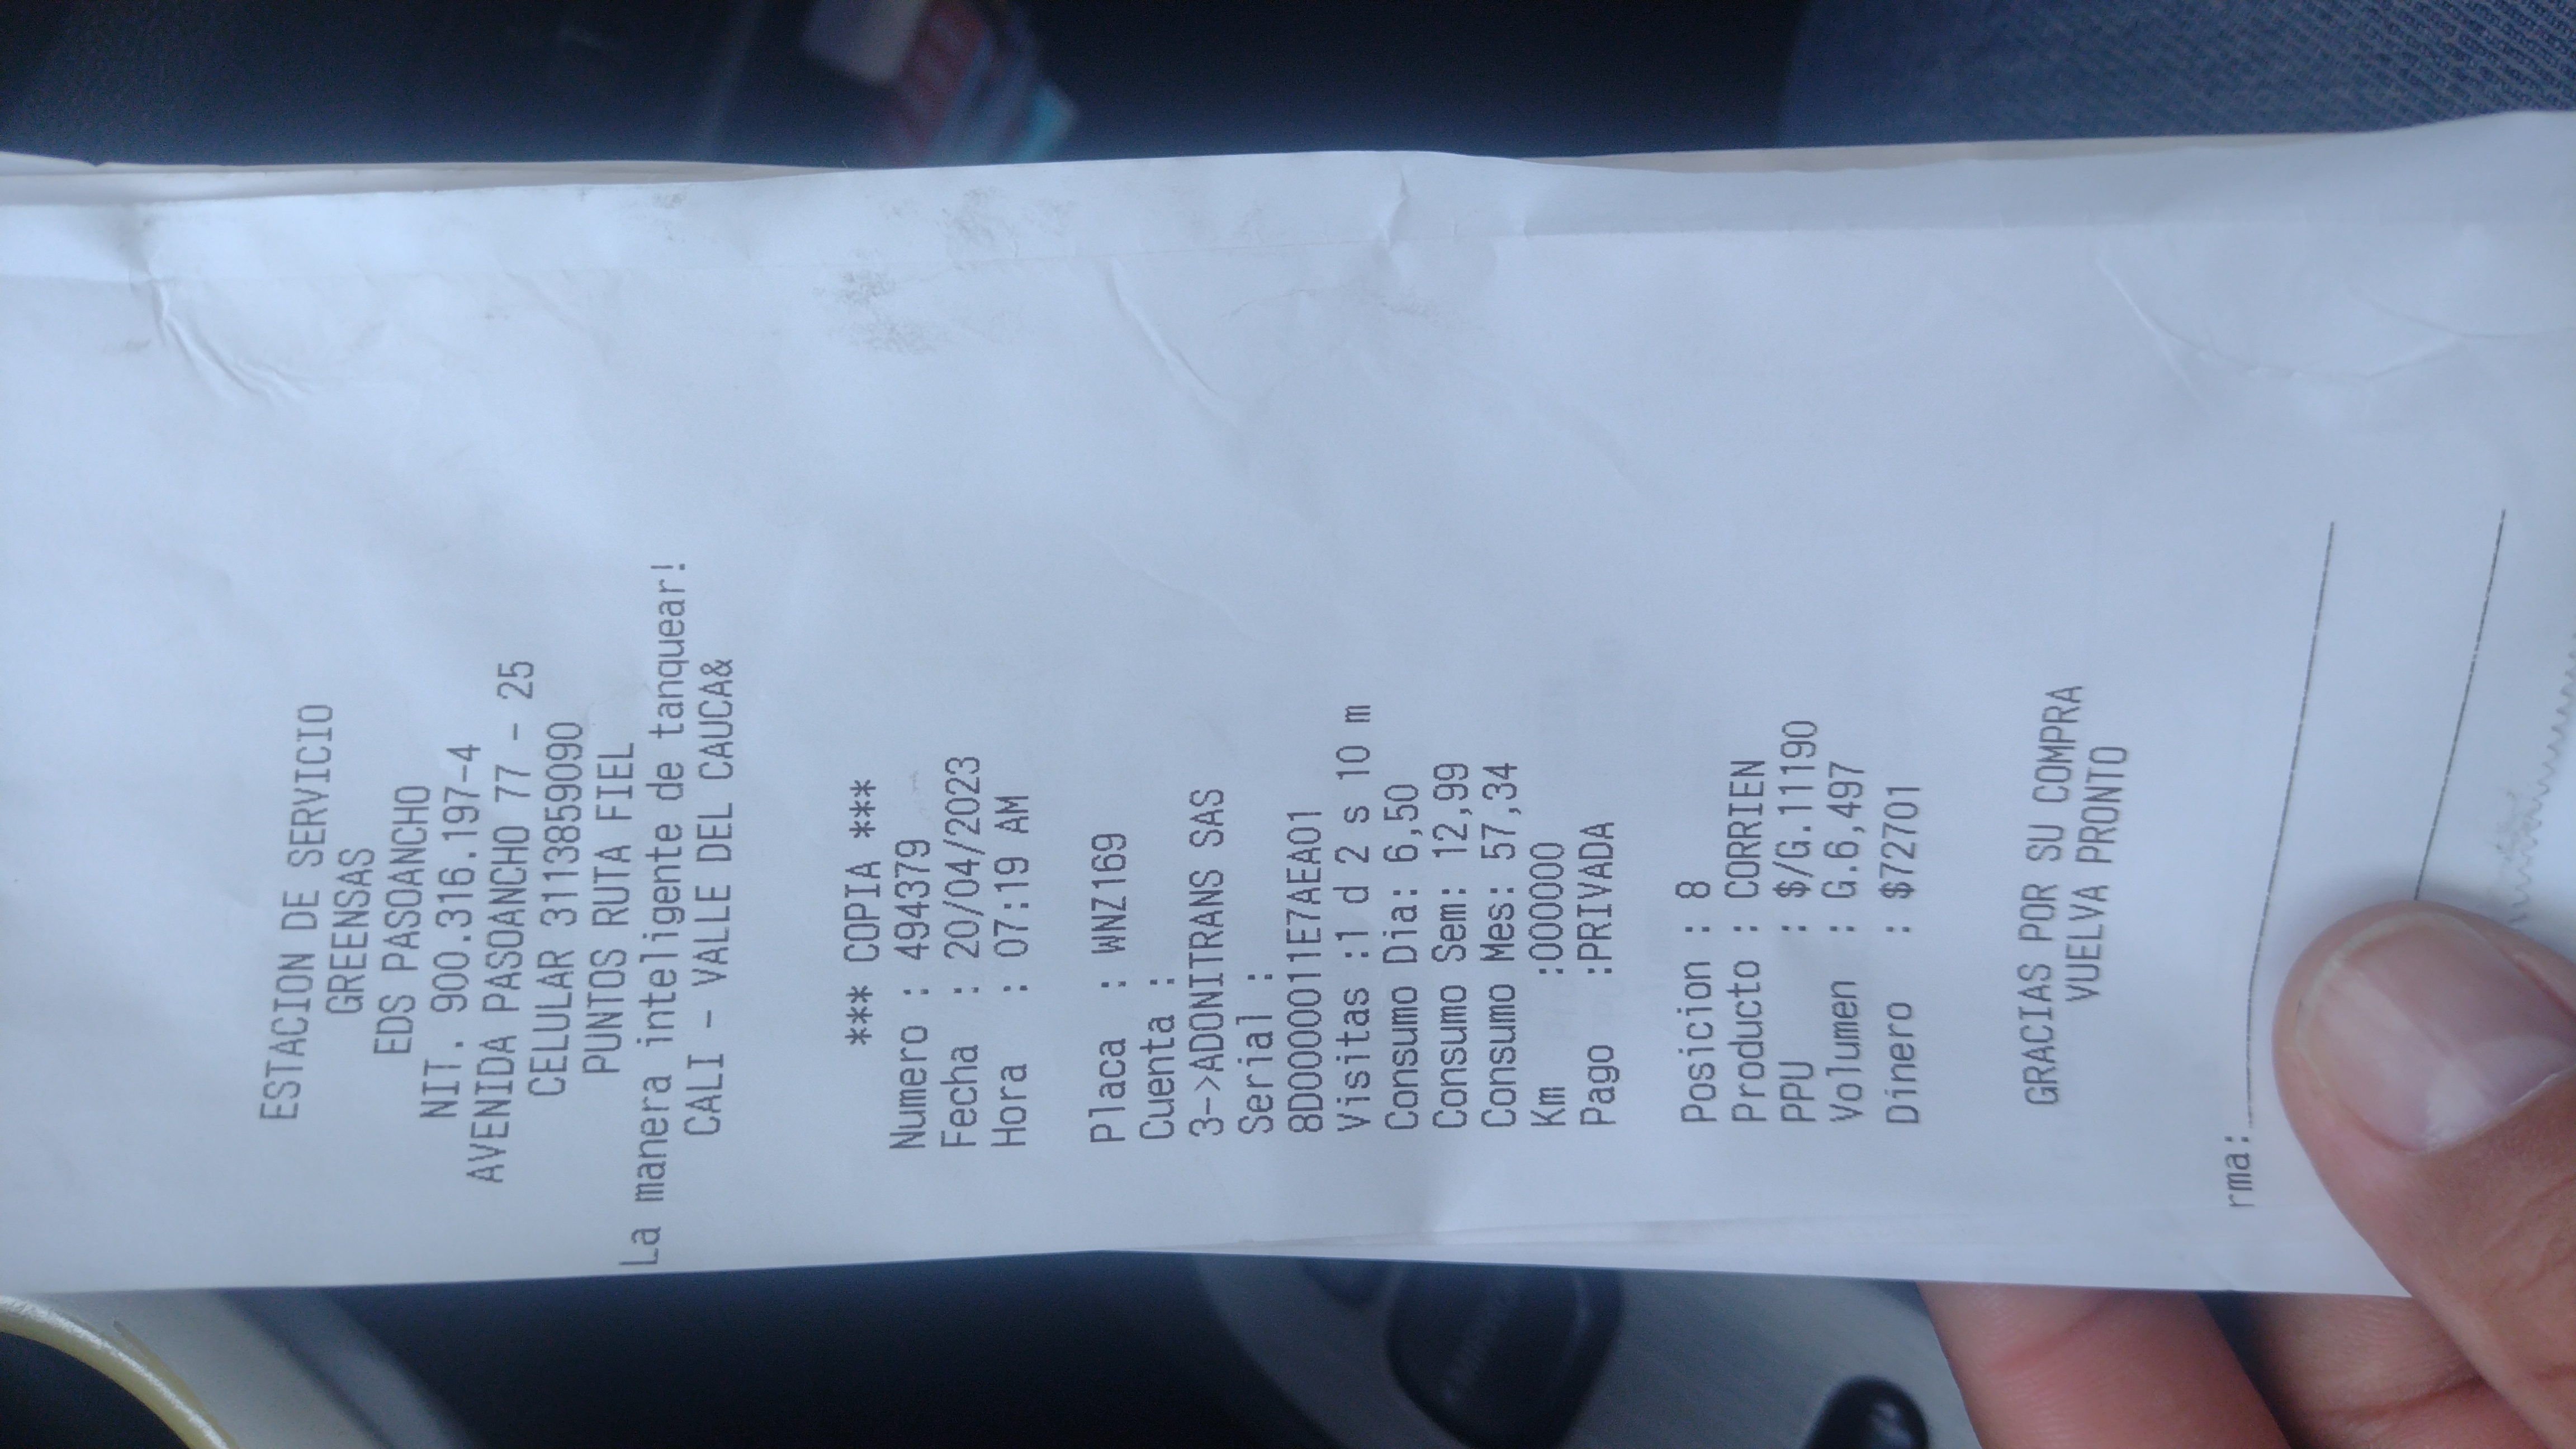 ESTACION DE SERVICIO
GREENSAS
EDS PASOANCHO
NIT. 900.316.197-4
AVENIDA PASOANCHO 77 - 25
CELULAR 3113859090
PUNTOS RUTA FIEL
La manera inteligente de tanquear!
CALI - VALLE DEL CAUCA&
*** COPIA ***
Numero : 494379
Fecha : 20/04/2023
Hora : 07:19 AM
Placa : WNZ169
Cuenta :
3->ADONITRANS SAS
Serial :
8D000011E7AEA01
Visitas :1 d 2 s 10 m
Consumo Dia: 6,50
Consumo Sem: 12,99
Consumo Mes: 57,34
Km :000000
Pago :PRIVADA
Posicion : 8
Producto : CORRIEN
PPU : $/G.11190
Volumen : G.6,497
Dinero : $72701
GRACIAS POR SU COMPRA
VUELVA PRONTO
rma: